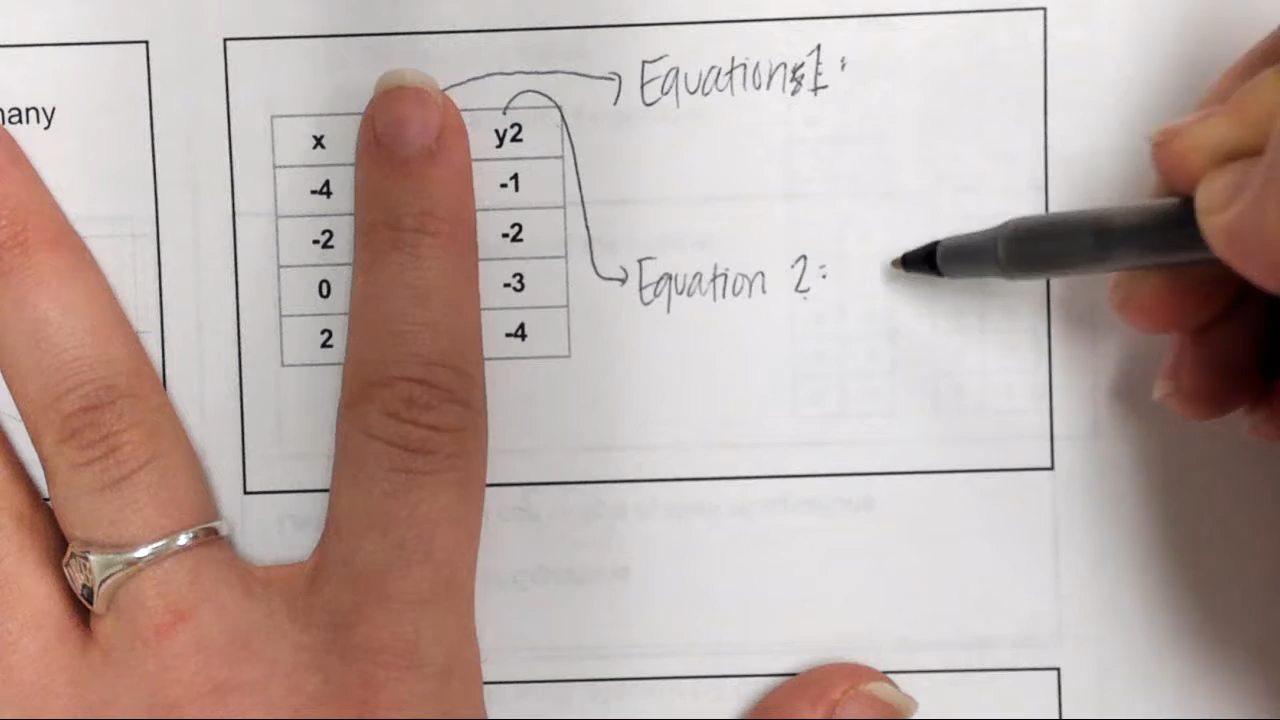 many
Equation 1:
x y2
-4 -1
-2 -2
0 -3
2 -4
Equation 2: